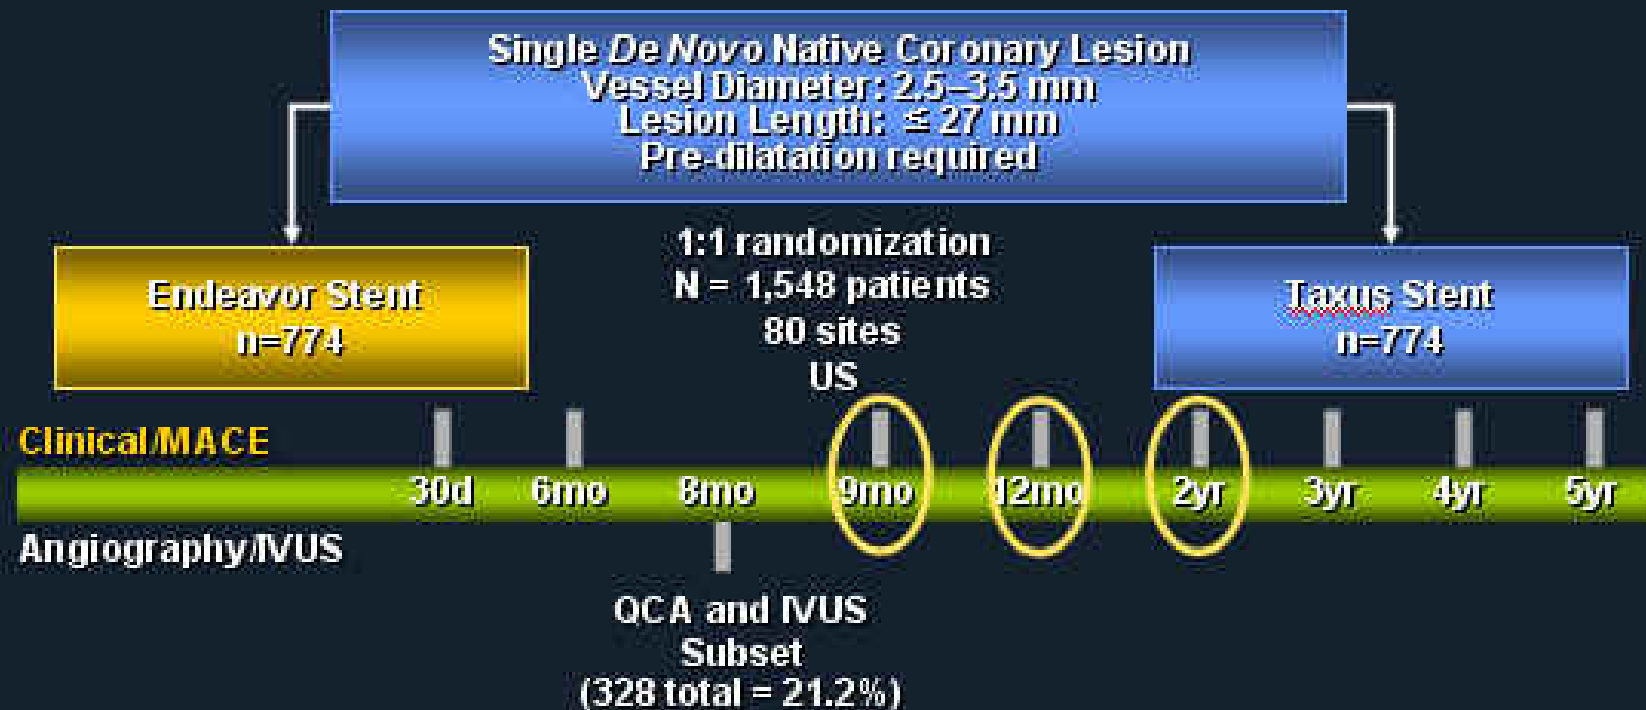 Single De Novo Native Coronary Lesion
Vessel Diameter: 2.5–3.5 mm
Lesion Length: ≤ 27 mm
Pre-dilatation required
1:1 randomization
N = 1,548 patients
80 sites
US
Endeavor Stent
n=774
Taxus Stent
n=774
Clinical/MACE
30d 6mo 8mo 9mo 12mo 2yr 3yr 4yr 5yr
Angiography/IVUS
QCA and IVUS
Subset
(328 total = 21.2%)